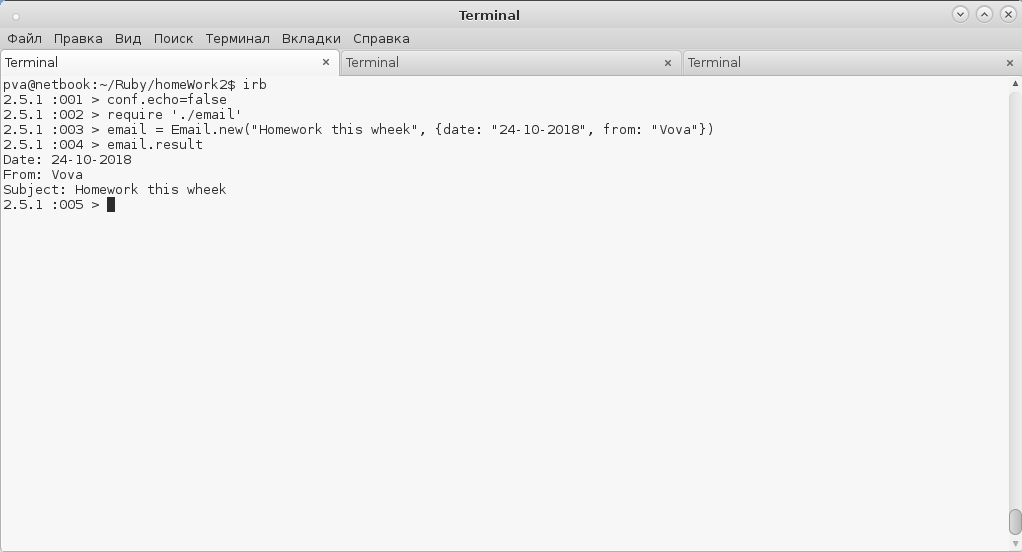 Terminal
Файл Правка Вид Поиск Терминал Вкладки Справка
Terminal × Terminal × Terminal ×
pva@netbook:~/Ruby/homeWork2$ irb
2.5.1 :001 > conf.echo=false
2.5.1 :002 > require './email'
2.5.1 :003 > email = Email.new("Homework this wheek", {date: "24-10-2018", from: "Vova"})
2.5.1 :004 > email.result
Date: 24-10-2018
From: Vova
Subject: Homework this wheek
2.5.1 :005 >